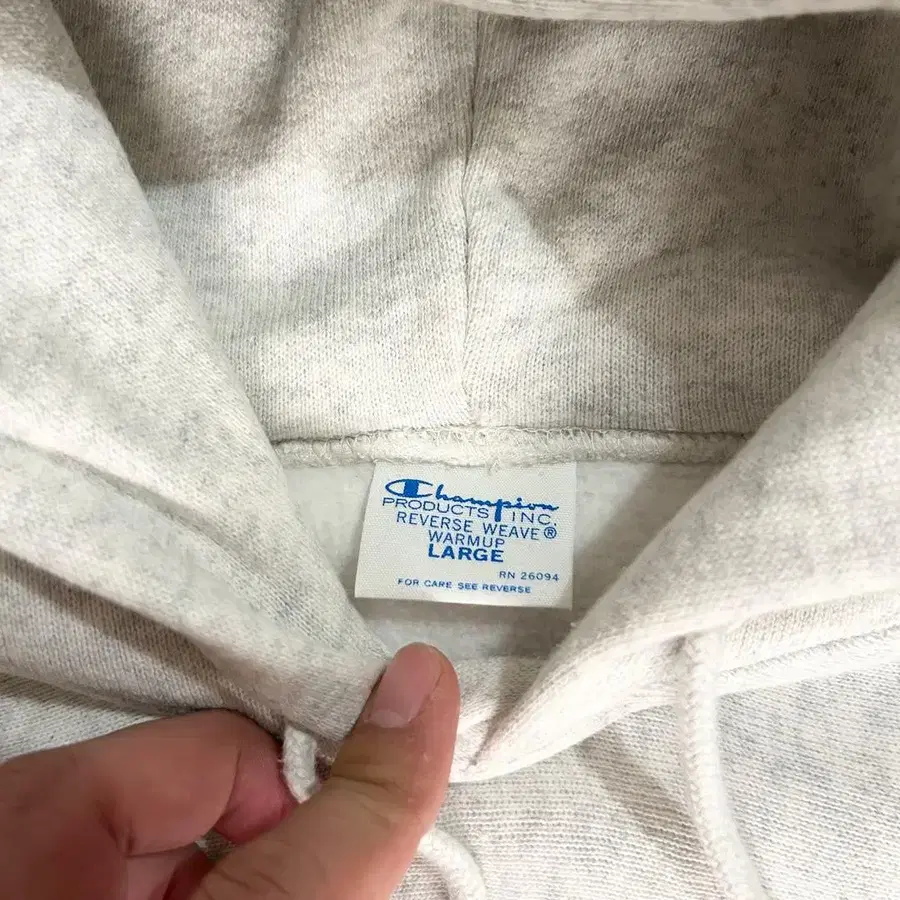 Champion
PRODUCTS INC.
REVERSE WEAVE®
WARMUP
LARGE
RN 26094
FOR CARE SEE REVERSE